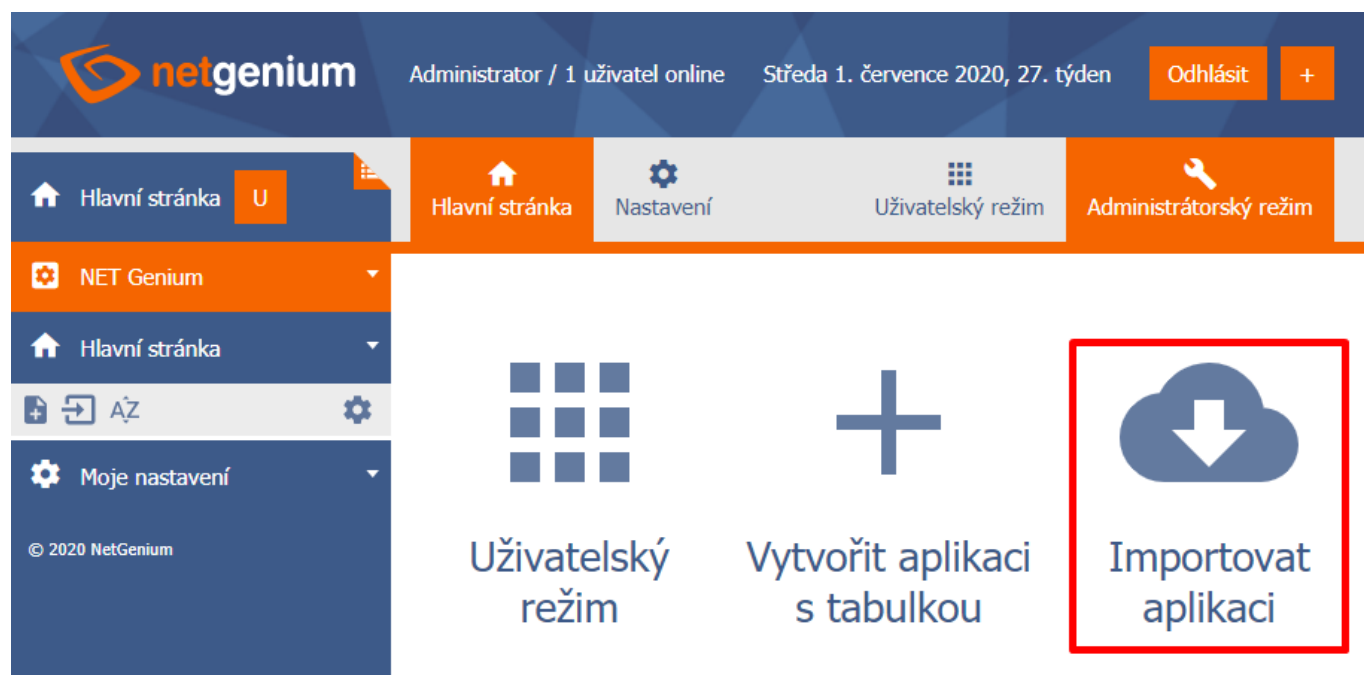 netgenium
Administrator / 1 uživatel online
Středa 1. července 2020, 27. týden
Odhlásit
+
Hlavní stránka
U
Hlavní stránka
Nastavení
Uživatelský režim
Administrátorský režim
NET Genium
Hlavní stránka
AZ
Moje nastavení
© 2020 NetGenium
Uživatelský
režim
Vytvořit aplikaci
s tabulkou
Importovat
aplikaci